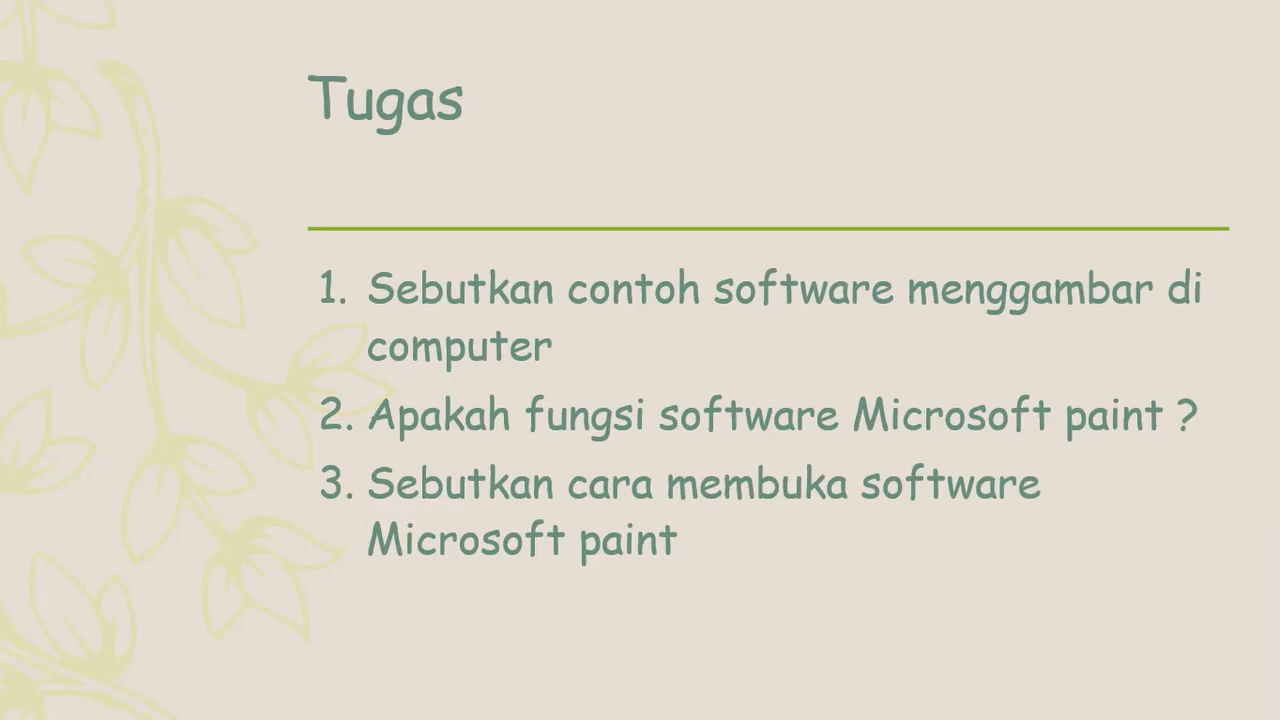 Tugas
1. Sebutkan contoh software menggambar di
computer
2. Apakah fungsi software Microsoft paint ?
3. Sebutkan cara membuka software
Microsoft paint